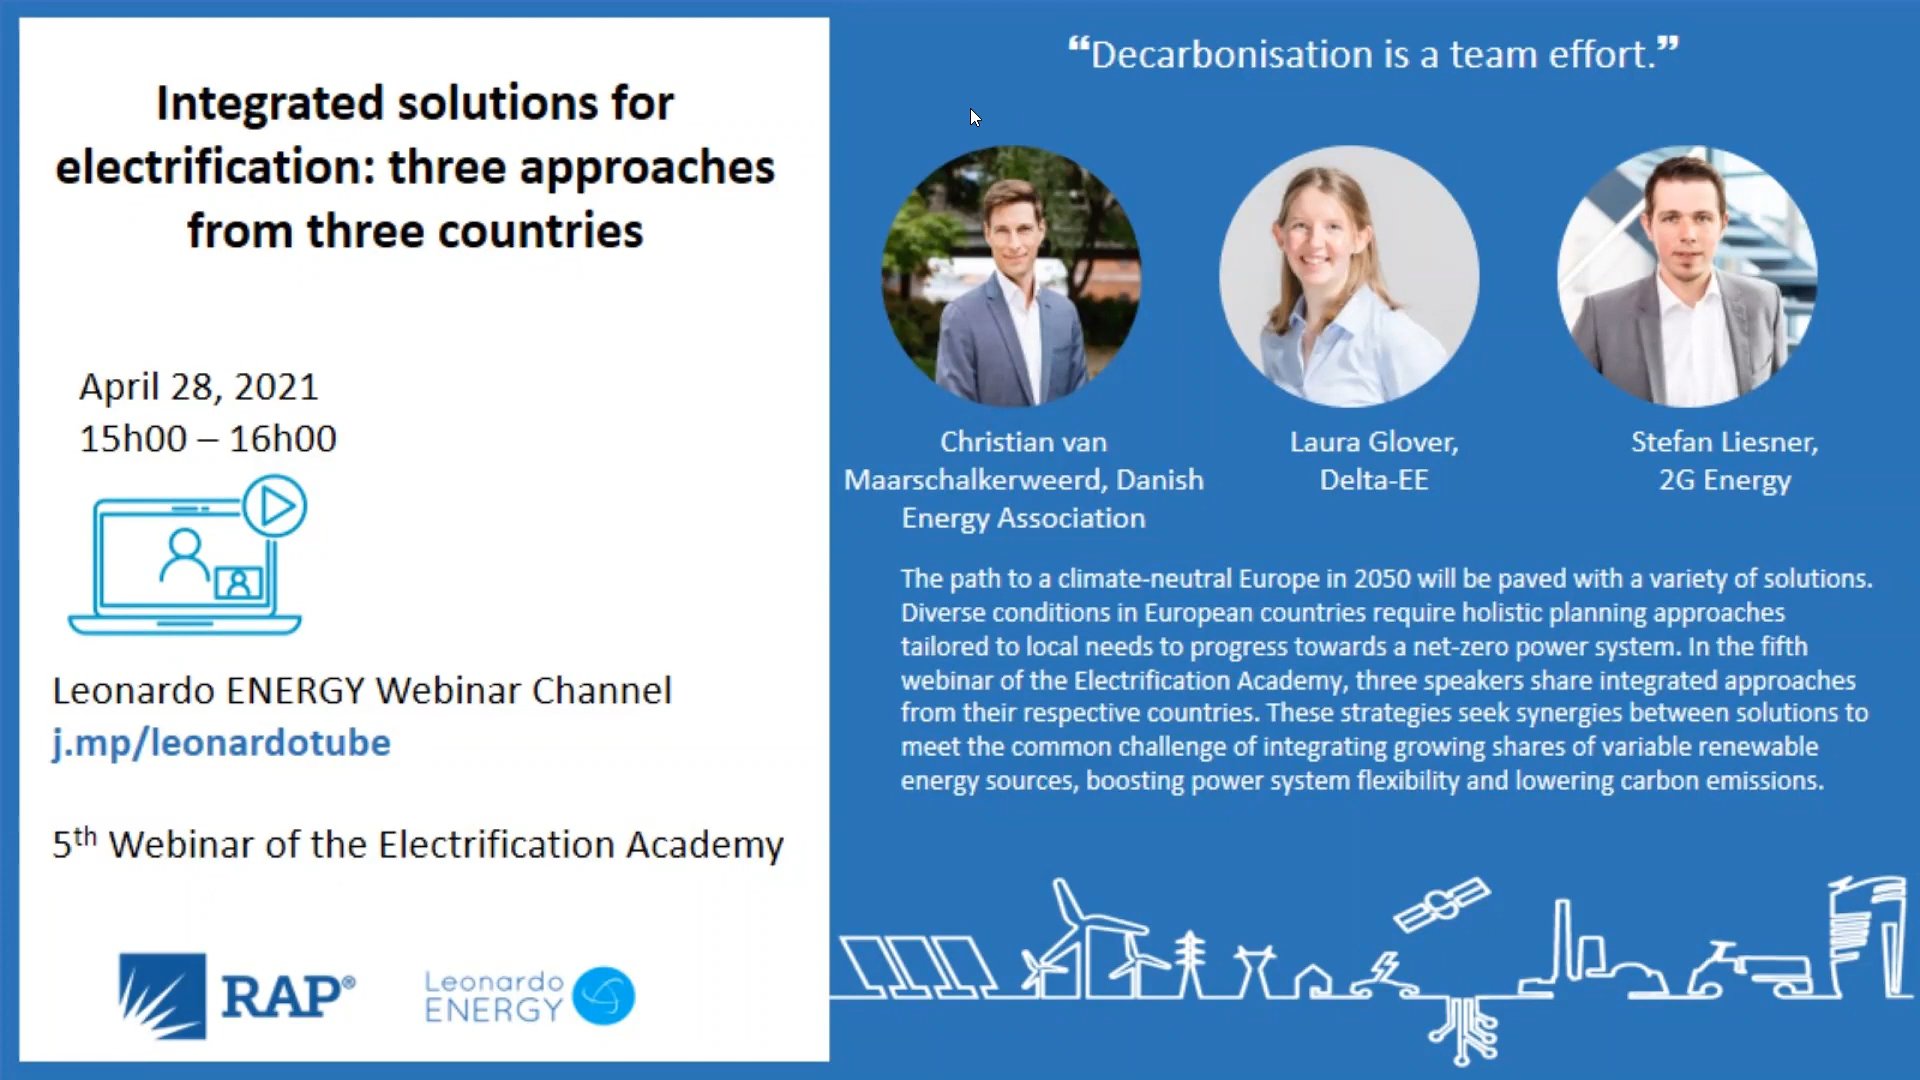 Integrated solutions for
electrification: three approaches
from three countries
April 28, 2021
15h00 – 16h00
Leonardo ENERGY Webinar Channel
j.mp/leonardotube
5th Webinar of the Electrification Academy
RAP®
Leonardo
ENERGY
“Decarbonisation is a team effort.”
Christian van
Maarschalkerweerd, Danish
Energy Association
Laura Glover,
Delta-EE
Stefan Liesner,
2G Energy
The path to a climate-neutral Europe in 2050 will be paved with a variety of solutions.
Diverse conditions in European countries require holistic planning approaches
tailored to local needs to progress towards a net-zero power system. In the fifth
webinar of the Electrification Academy, three speakers share integrated approaches
from their respective countries. These strategies seek synergies between solutions to
meet the common challenge of integrating growing shares of variable renewable
energy sources, boosting power system flexibility and lowering carbon emissions.